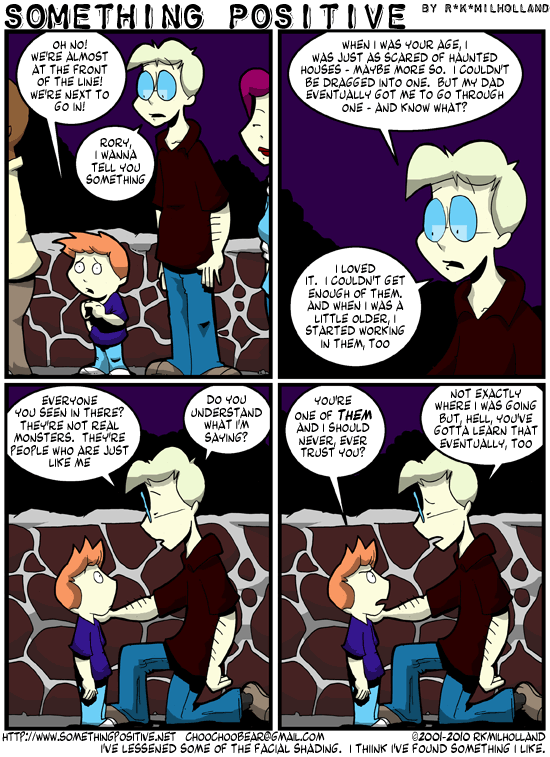 SOMETHING POSITIVE BY R*K*MILHOLLAND
OH NO!
WE'RE ALMOST
AT THE FRONT
OF THE LINE!
WE'RE NEXT TO
GO IN!
RORY,
I WANNA
TELL YOU
SOMETHING
WHEN I WAS YOUR AGE, I
WAS JUST AS SCARED OF HAUNTED
HOUSES - MAYBE MORE SO. I COULDN'T
BE DRAGGED INTO ONE. BUT MY DAD
EVENTUALLY GOT ME TO GO THROUGH
ONE - AND KNOW WHAT?
I LOVED
IT. I COULDN'T GET
ENOUGH OF THEM.
AND WHEN I WAS A
LITTLE OLDER, I
STARTED WORKING
IN THEM, TOO
EVERYONE
YOU SEEN IN THERE?
THEY'RE NOT REAL
MONSTERS. THEY'RE
PEOPLE WHO ARE JUST
LIKE ME
DO YOU
UNDERSTAND
WHAT I'M
SAYING?
YOU'RE
ONE OF THEM
AND I SHOULD
NEVER, EVER
TRUST YOU?
NOT EXACTLY
WHERE I WAS GOING
BUT, HELL, YOU'VE
GOTTA LEARN THAT
EVENTUALLY, TOO
HTTP://WWW.SOMETHINGPOSITIVE.NET CHOOCHOOBEAR@GMAIL.COM ©2001-2010 RKMILHOLLAND
I'VE LESSENED SOME OF THE FACIAL SHADING. I THIINK I'VE FOUND SOMETHING I LIKE.